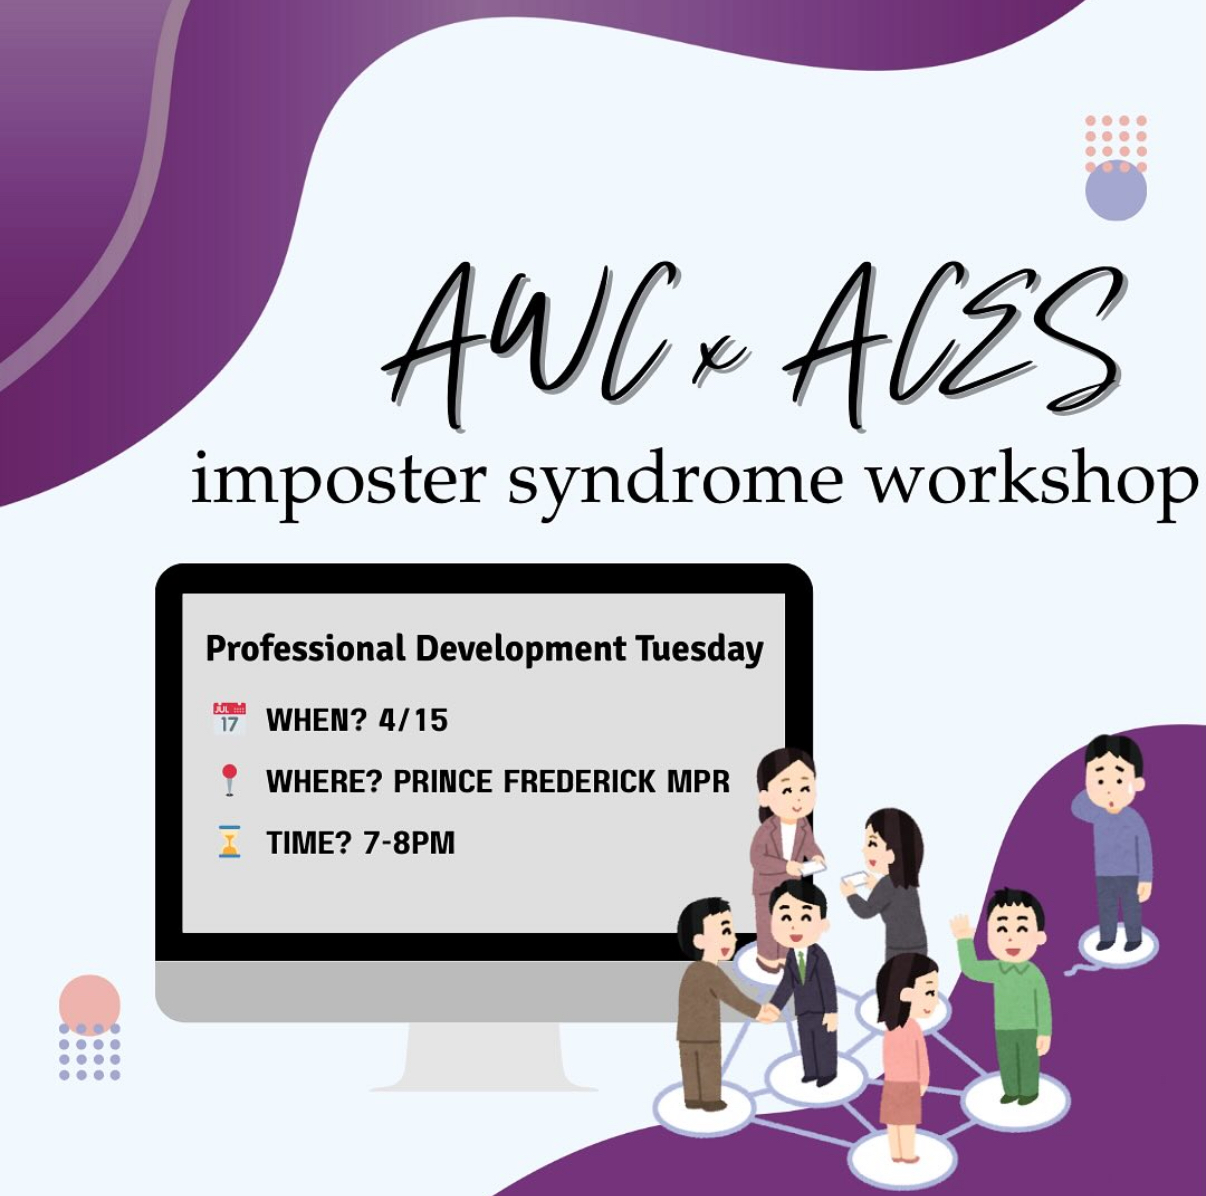 AWC x ACES
imposter syndrome workshop
Professional Development Tuesday
JUL
17
WHEN? 4/15
WHERE? PRINCE FREDERICK MPR
TIME? 7-8PM